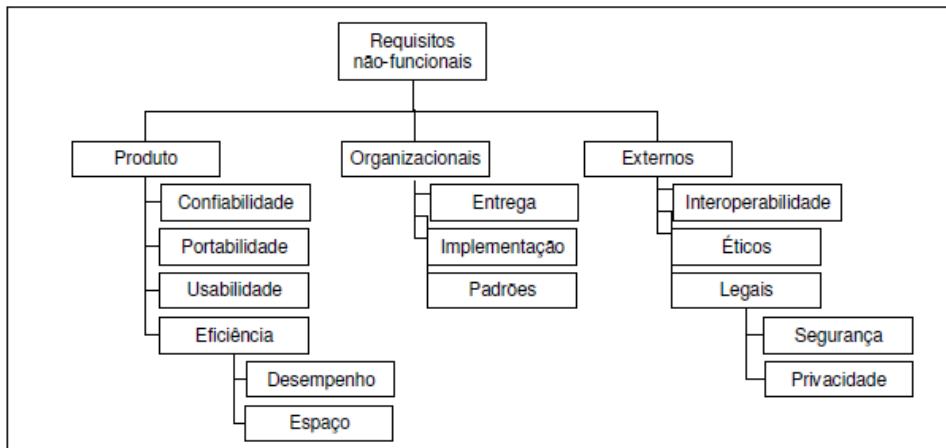 Requisitos
não-funcionais
Produto
Organizacionais
Externos
Confiabilidade
Entrega
Interoperabilidade
Portabilidade
Implementação
Éticos
Usabilidade
Padrões
Legais
Eficiência
Segurança
Desempenho
Privacidade
Espaço